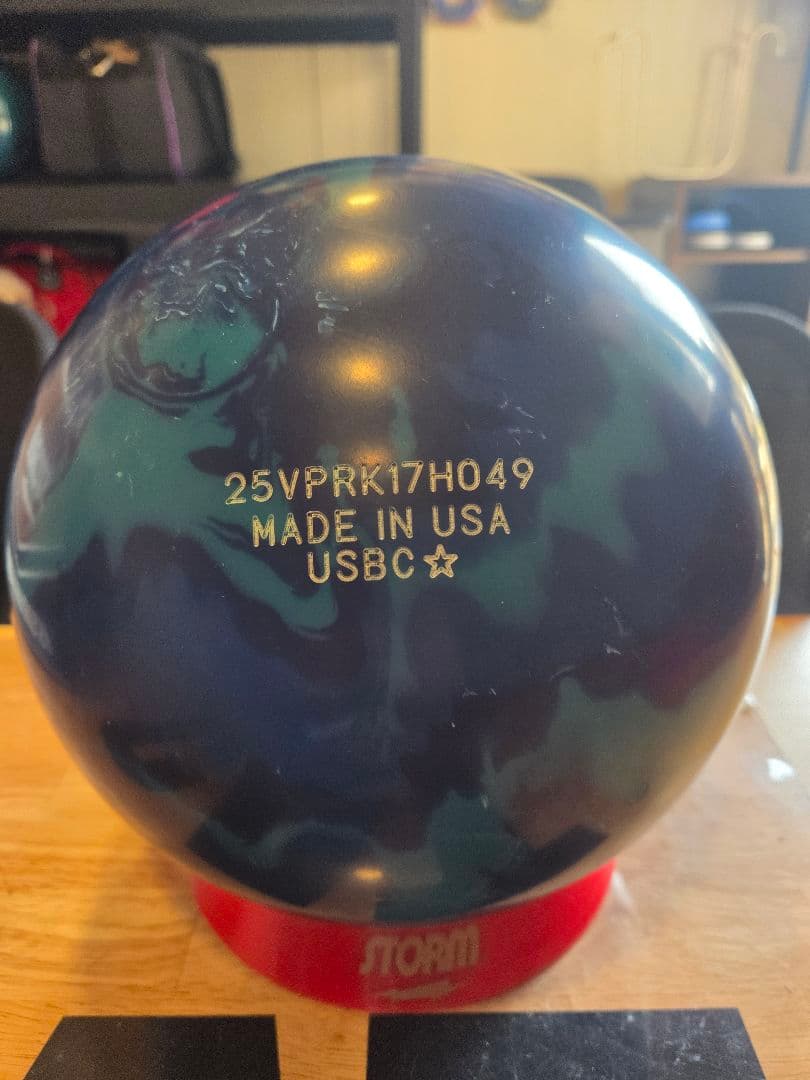 25VPRK17H049
MADE IN USA
USBC☆
STORM